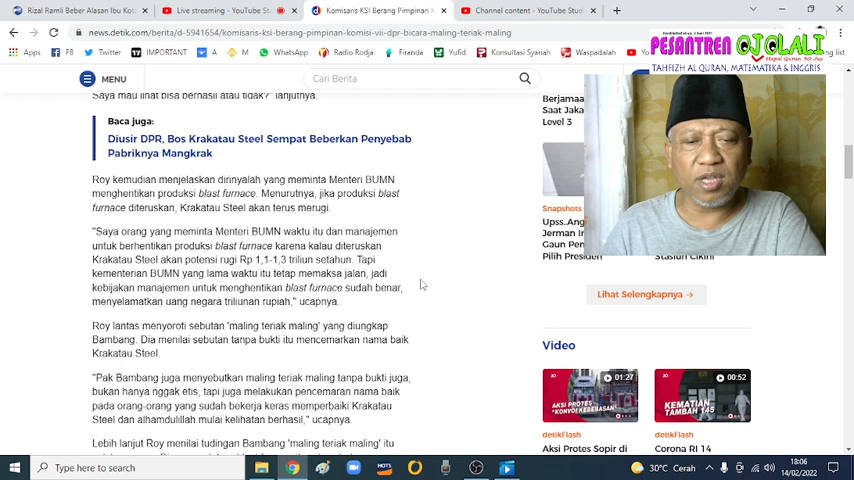 Rizal Ramli Beber Alasan Ibu Kota
Live streaming - YouTube Stu
Komisaris KSI Berang Pimpinan K
Channel content - YouTube Studi
news.detik.com/berita/d-5941654/komisaris-ksi-berang-pimpinan-komisi-vii-dpr-bicara-maling-teriak-maling
Apps
FB
Twitter
IMPORTANT
A
M
WhatsApp
Radio Rodja
Firanda
Yufid
Konsultasi Syariah
Waspadalah
PESANTREN OJOLALI
Hapal Quran 30 Juz
TAHFIZH AL QURAN, MATEMATIKA & INGGRIS
MENU
Cari Berita
Saya mau lihat bisa berhasil atau tidak?" lanjutnya.
Baca juga:
Diusir DPR, Bos Krakatau Steel Sempat Beberkan Penyebab
Pabriknya Mangkrak
Roy kemudian menjelaskan dirinyalah yang meminta Menteri BUMN
menghentikan produksi blast furnace. Menurutnya, jika produksi blast
furnace diteruskan, Krakatau Steel akan terus merugi.
"Saya orang yang meminta Menteri BUMN waktu itu dan manajemen
untuk berhentikan produksi blast furnace karena kalau diteruskan
Krakatau Steel akan potensi rugi Rp 1,1-1,3 triliun setahun. Tapi
kementerian BUMN yang lama waktu itu tetap memaksa jalan, jadi
kebijakan manajemen untuk menghentikan blast furnace sudah benar,
menyelamatkan uang negara triliunan rupiah," ucapnya.
Roy lantas menyoroti sebutan 'maling teriak maling' yang diungkap
Bambang. Dia menilai sebutan tanpa bukti itu mencemarkan nama baik
Krakatau Steel.
"Pak Bambang juga menyebutkan maling teriak maling tanpa bukti juga,
bukan hanya nggak etis, tapi juga melakukan pencemaran nama baik
pada orang-orang yang sudah bekerja keras memperbaiki Krakatau
Steel dan alhamdulillah mulai kelihatan berhasil," ucapnya.
Lebih lanjut Roy menilai tudingan Bambang 'maling teriak maling' itu
Berjamaa
Saat Jaka
Level 3
Snapshots
Upss..Ang
Jerman Ir
Gaun Pen
Pilih Presiden
Stasiun Cikini
Lihat Selengkapnya →
Video
01:27
AKSI PROTES
"KONVOI KEBEBASAN"
00:52
KEMATIAN
TAMBAH 145
detikFlash
Aksi Protes Sopir di
detikFlash
Corona RI 14
Type here to search
30°C Cerah
18:06
14/02/2022